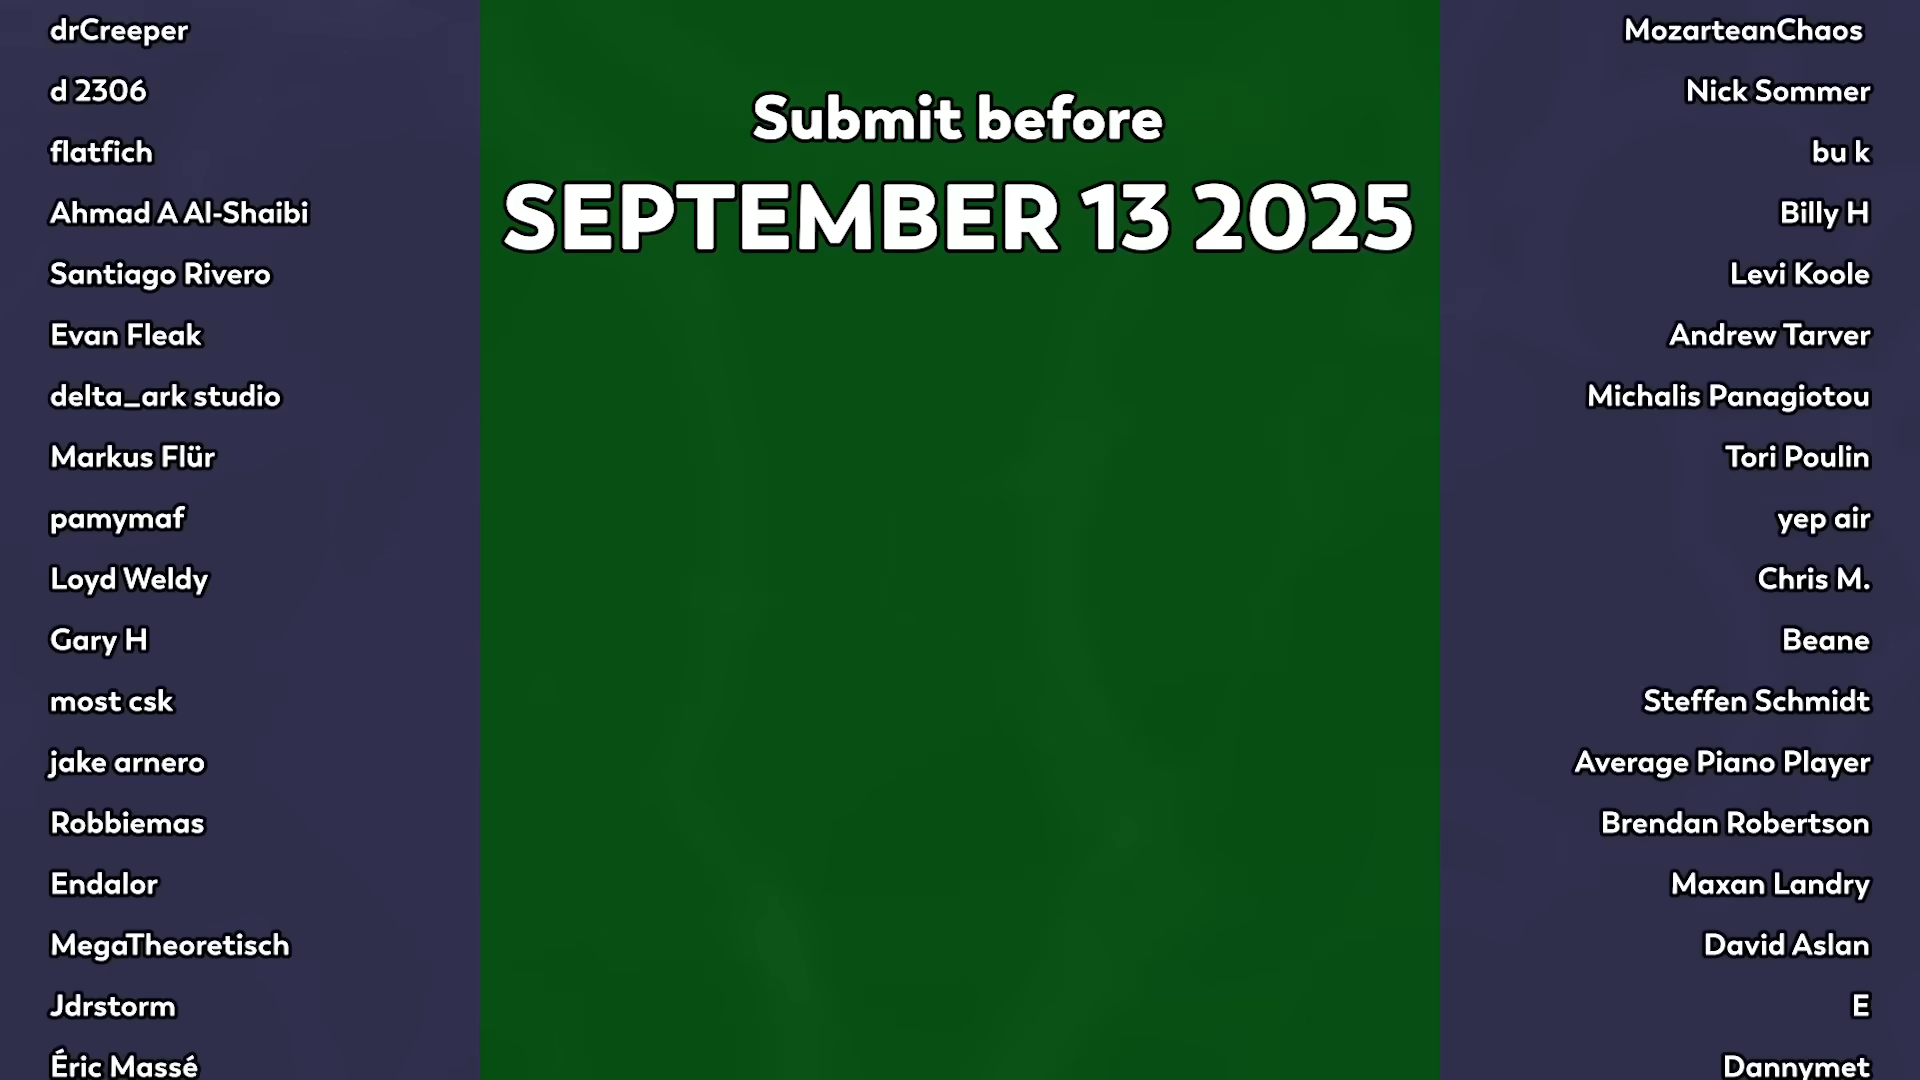 drCreeper
d 2306
flatfich
Ahmad A Al-Shaibi
Santiago Rivero
Evan Fleak
delta_ark studio
Markus Flür
pamymaf
Loyd Weldy
Gary H
most csk
jake arnero
Robbiemas
Endalor
MegaTheoretisch
Jdrstorm
Éric Massé
Submit before
SEPTEMBER 13 2025
MozarteanChaos
Nick Sommer
bu k
Billy H
Levi Koole
Andrew Tarver
Michalis Panagiotou
Tori Poulin
yep air
Chris M.
Beane
Steffen Schmidt
Average Piano Player
Brendan Robertson
Maxan Landry
David Aslan
E
Dannymet